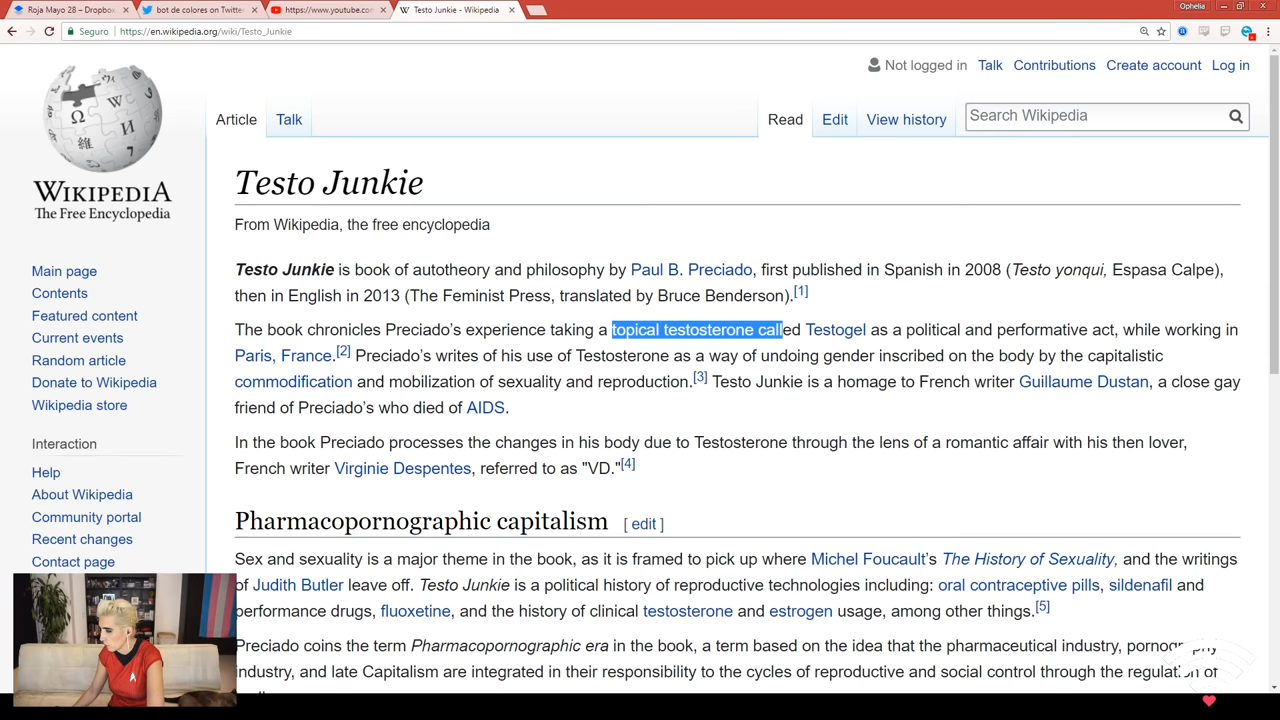 Roja Mayo 28 – Dropbo
bot de colores on Twitte
https://www.youtube.com
Testo Junkie - Wikipedia
Ophelia
Seguro
https://en.wikipedia.org/wiki/Testo_Junkie
Not logged in Talk Contributions Create account Log in
Article Talk Read Edit View history Search Wikipedia
WIKIPEDIA
The Free Encyclopedia
Main page
Contents
Featured content
Current events
Random article
Donate to Wikipedia
Wikipedia store
Interaction
Help
About Wikipedia
Community portal
Recent changes
Contact page
Testo Junkie
From Wikipedia, the free encyclopedia
Testo Junkie is book of autotheory and philosophy by Paul B. Preciado, first published in Spanish in 2008 (Testo yonqui, Espasa Calpe),
then in English in 2013 (The Feminist Press, translated by Bruce Benderson).[1]
The book chronicles Preciado’s experience taking a topical testosterone called Testogel as a political and performative act, while working in
Paris, France.[2] Preciado’s writes of his use of Testosterone as a way of undoing gender inscribed on the body by the capitalistic
commodification and mobilization of sexuality and reproduction.[3] Testo Junkie is a homage to French writer Guillaume Dustan, a close gay
friend of Preciado’s who died of AIDS.
In the book Preciado processes the changes in his body due to Testosterone through the lens of a romantic affair with his then lover,
French writer Virginie Despentes, referred to as "VD."[4]
Pharmacopornographic capitalism [ edit ]
Sex and sexuality is a major theme in the book, as it is framed to pick up where Michel Foucault’s The History of Sexuality, and the writings
of Judith Butler leave off. Testo Junkie is a political history of reproductive technologies including: oral contraceptive pills, sildenafil and
performance drugs, fluoxetine, and the history of clinical testosterone and estrogen usage, among other things.[5]
Preciado coins the term Pharmacopornographic era in the book, a term based on the idea that the pharmaceutical industry, pornography
industry, and late Capitalism are integrated in their responsibility to the cycles of reproductive and social control through the regulation of